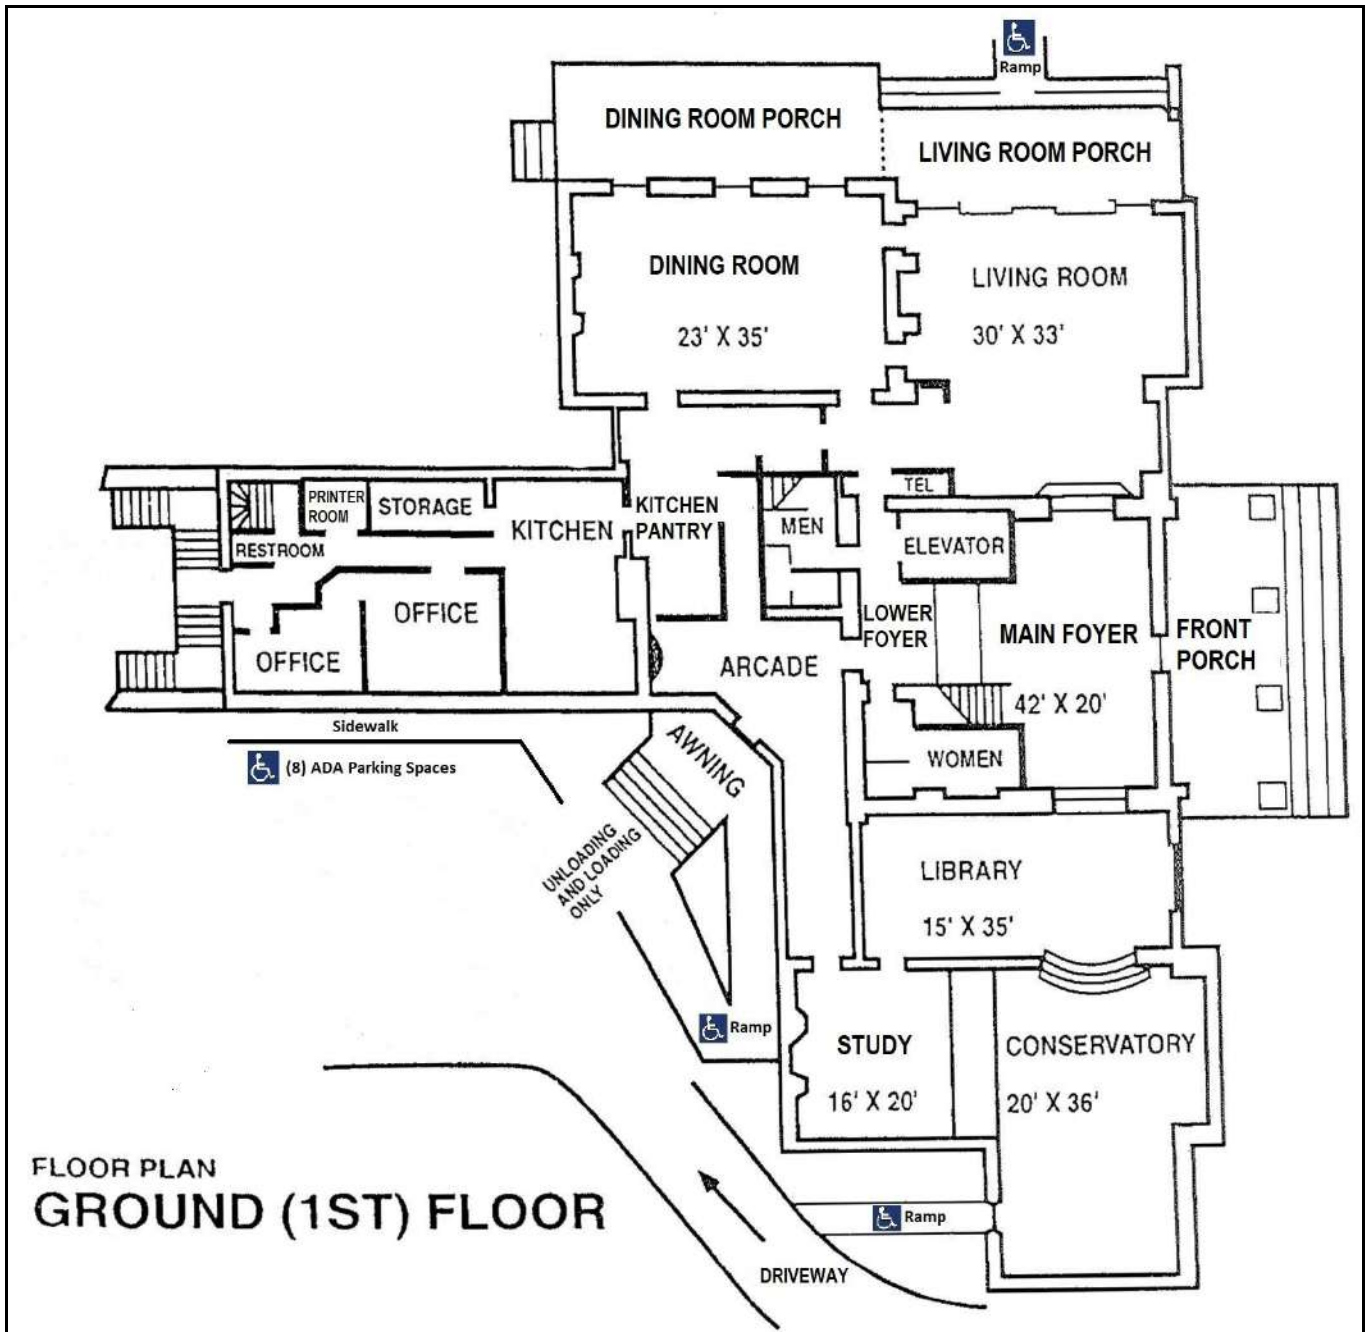 Ramp
DINING ROOM PORCH
LIVING ROOM PORCH
DINING ROOM
23' X 35'
LIVING ROOM
30' X 33'
TEL
PRINTER
ROOM
STORAGE
KITCHEN
KITCHEN
PANTRY
MEN
ELEVATOR
RESTROOM
OFFICE
OFFICE
ARCADE
LOWER
FOYER
MAIN FOYER
42' X 20'
FRONT
PORCH
WOMEN
Sidewalk
(8) ADA Parking Spaces
AWNING
UNLOADING
AND LOADING
ONLY
LIBRARY
15' X 35'
Ramp
STUDY
16' X 20'
CONSERVATORY
20' X 36'
FLOOR PLAN
GROUND (1ST) FLOOR
Ramp
DRIVEWAY